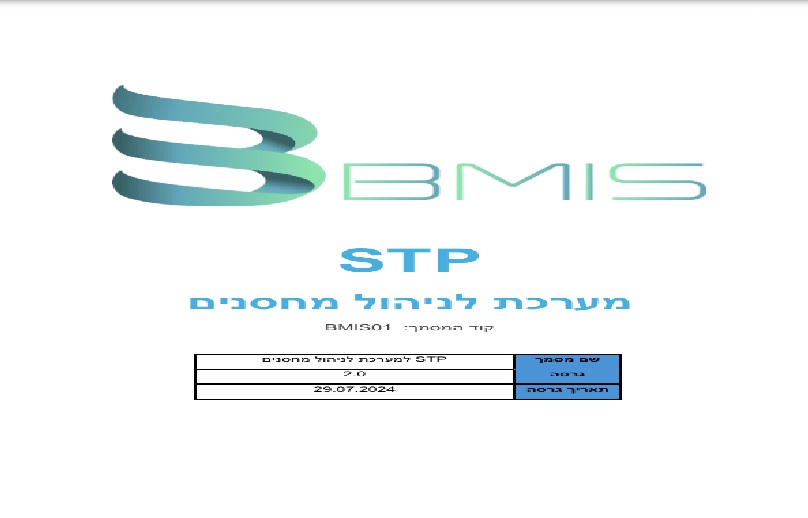 BMIS
STP
מערכת לניהול מחסנים
קוד המסמך: BMIS01
שם מסמך STP למערכת לניהול מחסנים
גרסה 2.0
תאריך גרסה 29.07.2024